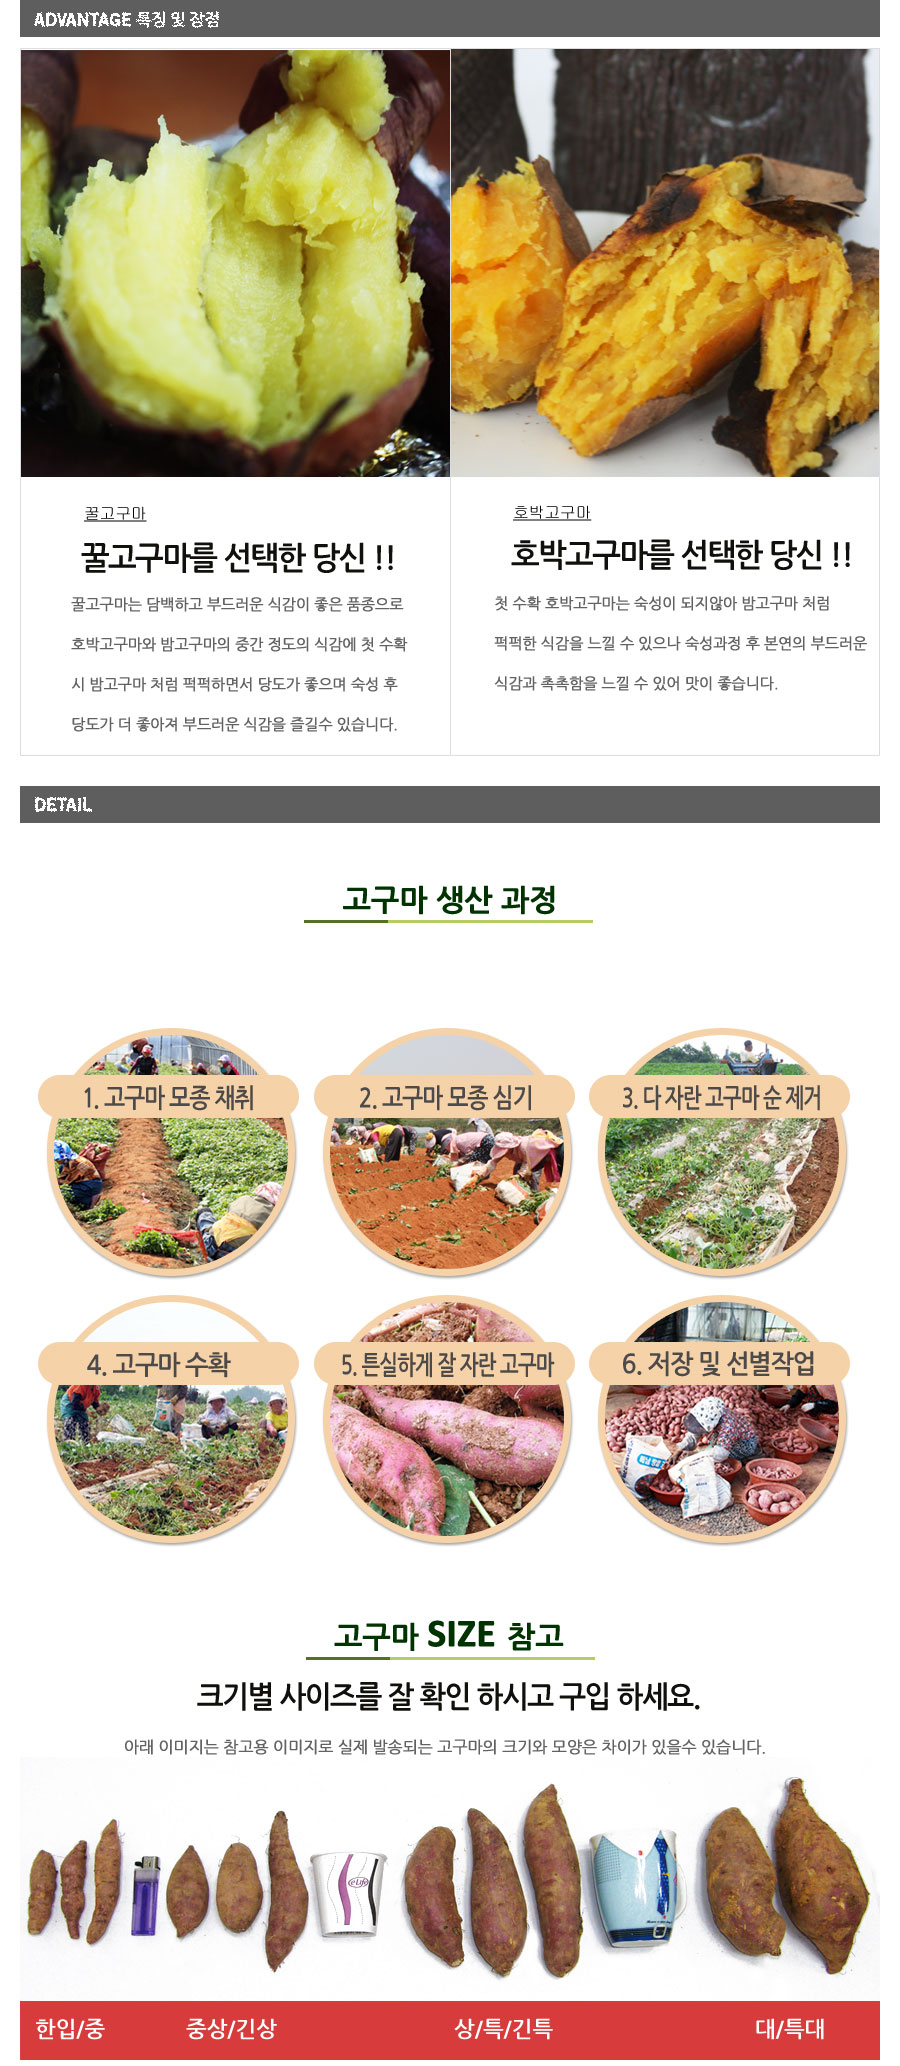 ADVANTAGE 특징 및 장점
꿀고구마
꿀고구마를 선택한 당신 !!
꿀고구마는 담백하고 부드러운 식감이 좋은 품종으로
호박고구마와 밤고구마의 중간 정도의 식감에 첫 수확
시 밤고구마 처럼 퍽퍽하면서 당도가 좋으며 숙성 후
당도가 더 좋아져 부드러운 식감을 즐길수 있습니다.
호박고구마
호박고구마를 선택한 당신 !!
첫 수확 호박고구마는 숙성이 되지않아 밤고구마 처럼
퍽퍽한 식감을 느낄 수 있으나 숙성과정 후 본연의 부드러운
식감과 촉촉함을 느낄 수 있어 맛이 좋습니다.
DETAIL
고구마 생산 과정
1. 고구마 모종 채취
2. 고구마 모종 심기
3. 다 자란 고구마 순 제거
4. 고구마 수확
5. 튼실하게 잘 자란 고구마
6. 저장 및 선별작업
고구마 SIZE 참고
크기별 사이즈를 잘 확인 하시고 구입 하세요.
아래 이미지는 참고용 이미지로 실제 발송되는 고구마의 크기와 모양은 차이가 있을수 있습니다.
e Life
한입/중
중상/긴상
상/특/긴특
대/특대